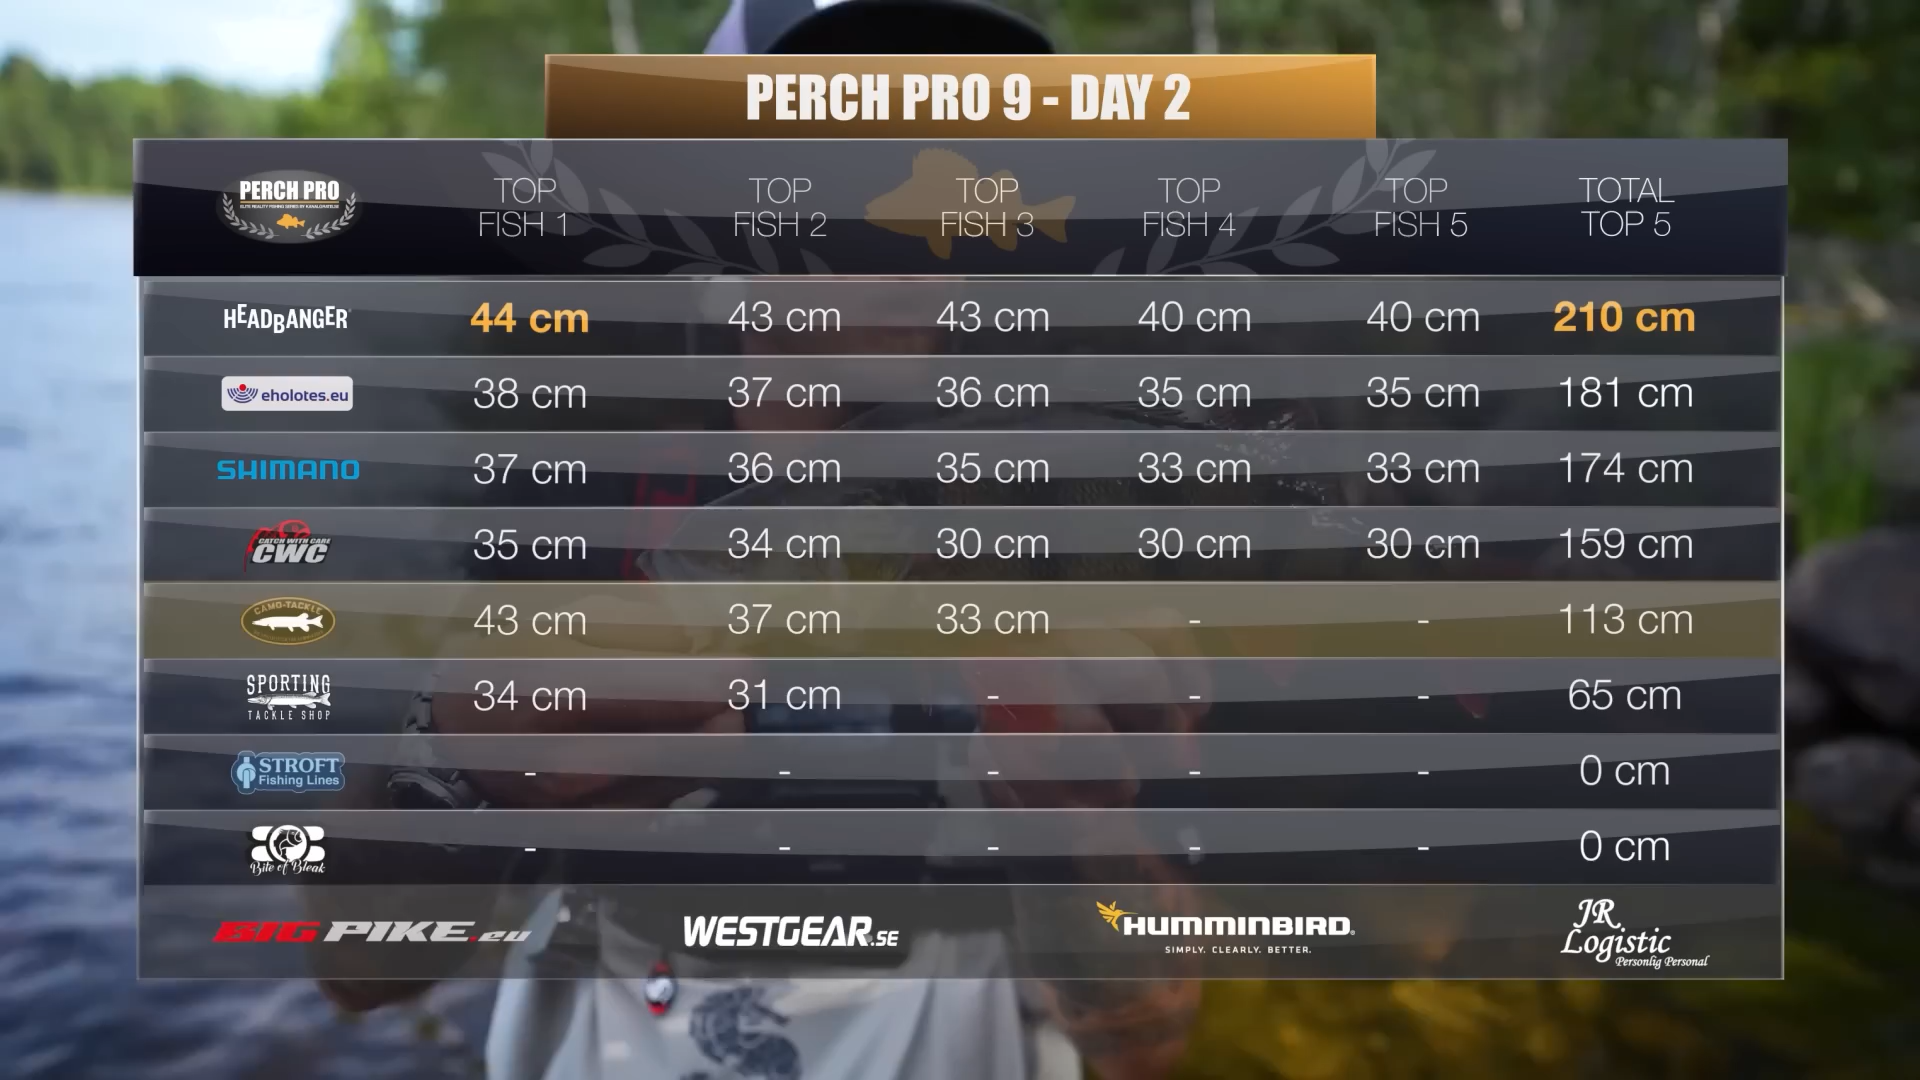 PERCH PRO 9 - DAY 2
PERCH PRO
TOP FISH 1
TOP FISH 2
TOP FISH 3
TOP FISH 4
TOP FISH 5
TOTAL TOP 5
HEADBANGER 44 cm 43 cm 43 cm 40 cm 40 cm 210 cm
eholotes.eu 38 cm 37 cm 36 cm 35 cm 35 cm 181 cm
SHIMANO 37 cm 36 cm 35 cm 33 cm 33 cm 174 cm
CATCH WITH CARE
CWC 35 cm 34 cm 30 cm 30 cm 30 cm 159 cm
CAMO-TACKLE 43 cm 37 cm 33 cm - - 113 cm
SPORTING
TACKLE SHOP 34 cm 31 cm - - - 65 cm
STROFT
Fishing Lines - - - - - 0 cm
Bite of Bleak - - - - - 0 cm
BIG PIKE.eu
WESTGEAR.SE
HUMMINBIRD
SIMPLY. CLEARLY. BETTER.
JR
Logistic
Personlig Personal